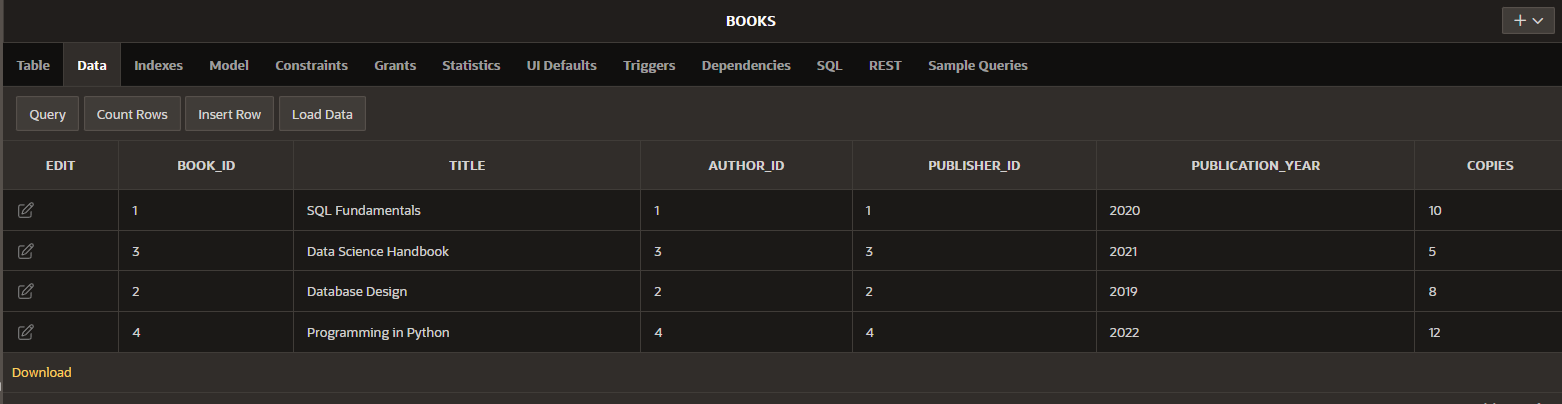 BOOKS
Table Data Indexes Model Constraints Grants Statistics UI Defaults Triggers Dependencies SQL REST Sample Queries
Query Count Rows Insert Row Load Data
EDIT BOOK_ID TITLE AUTHOR_ID PUBLISHER_ID PUBLICATION_YEAR COPIES
1 SQL Fundamentals 1 1 2020 10
3 Data Science Handbook 3 3 2021 5
2 Database Design 2 2 2019 8
4 Programming in Python 4 4 2022 12
Download